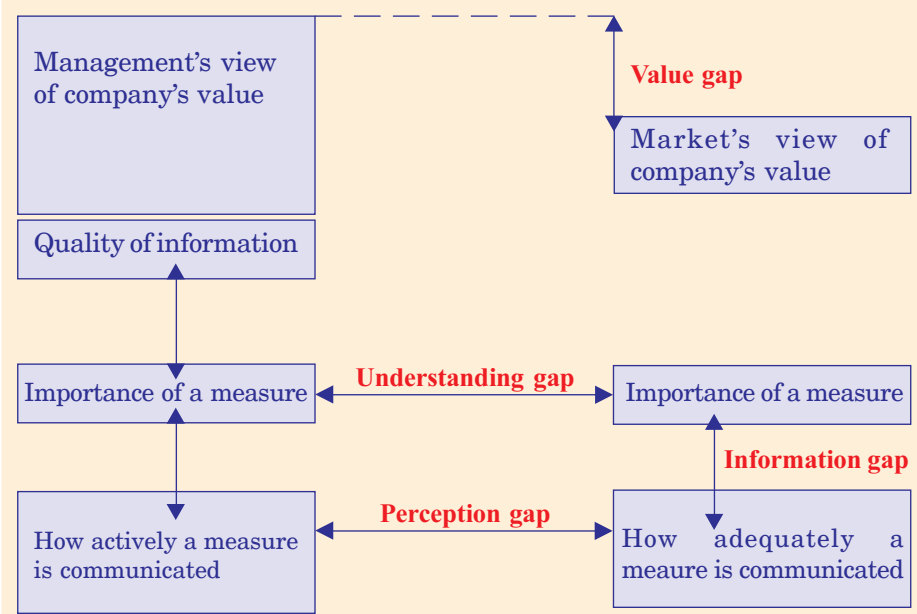 Management's view
of company's value
Value gap
Market's view of
company's value
Quality of information
Importance of a measure
Understanding gap
Importance of a measure
Information gap
Perception gap
How actively a measure
is communicated
How adequately a
meaure is communicated